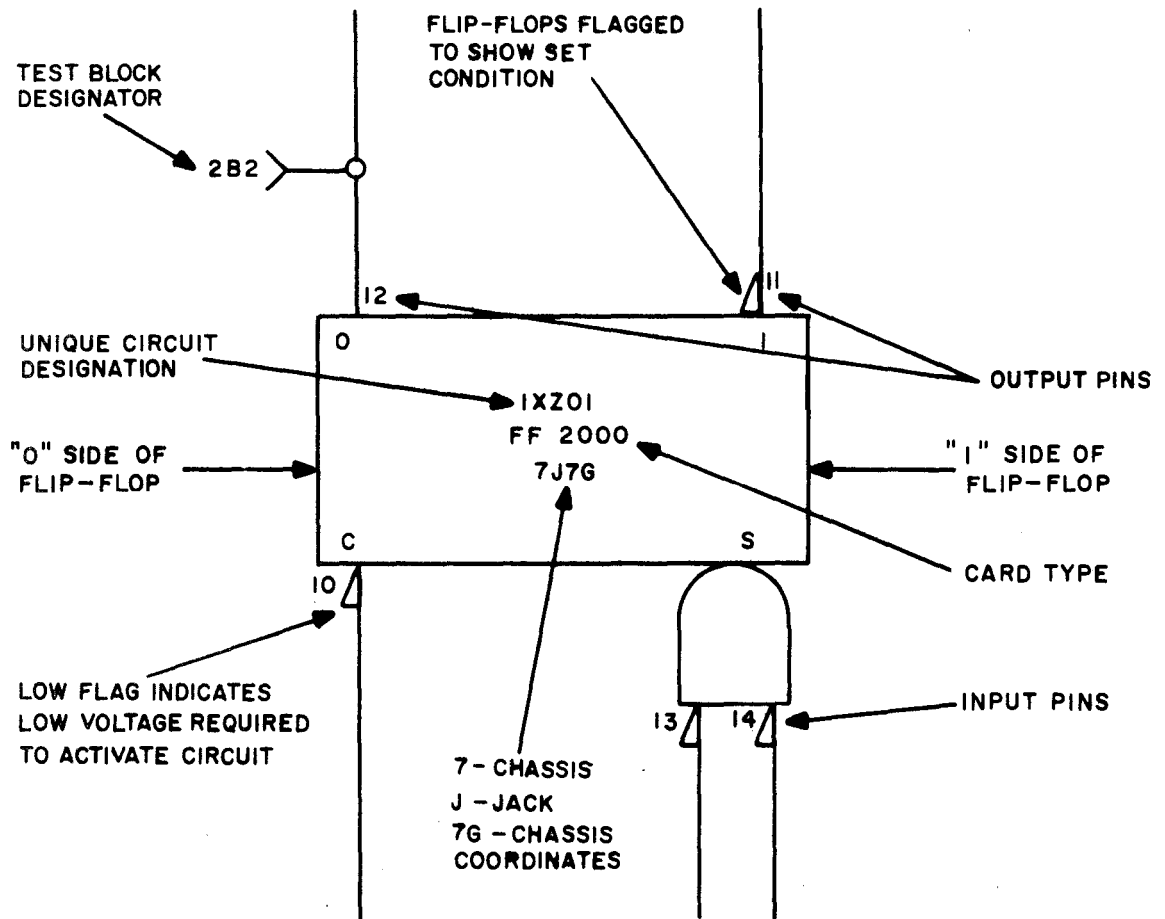 FLIP-FLOPS FLAGGED
TO SHOW SET
CONDITION
TEST BLOCK
DESIGNATOR
2B2
12
11
0
1
UNIQUE CIRCUIT
DESIGNATION
OUTPUT PINS
1XZ01
FF 2000
7J7G
"0" SIDE OF
FLIP-FLOP
"1" SIDE OF
FLIP-FLOP
C
S
10
CARD TYPE
LOW FLAG INDICATES
LOW VOLTAGE REQUIRED
TO ACTIVATE CIRCUIT
13
14
INPUT PINS
7-CHASSIS
J-JACK
7G-CHASSIS
COORDINATES